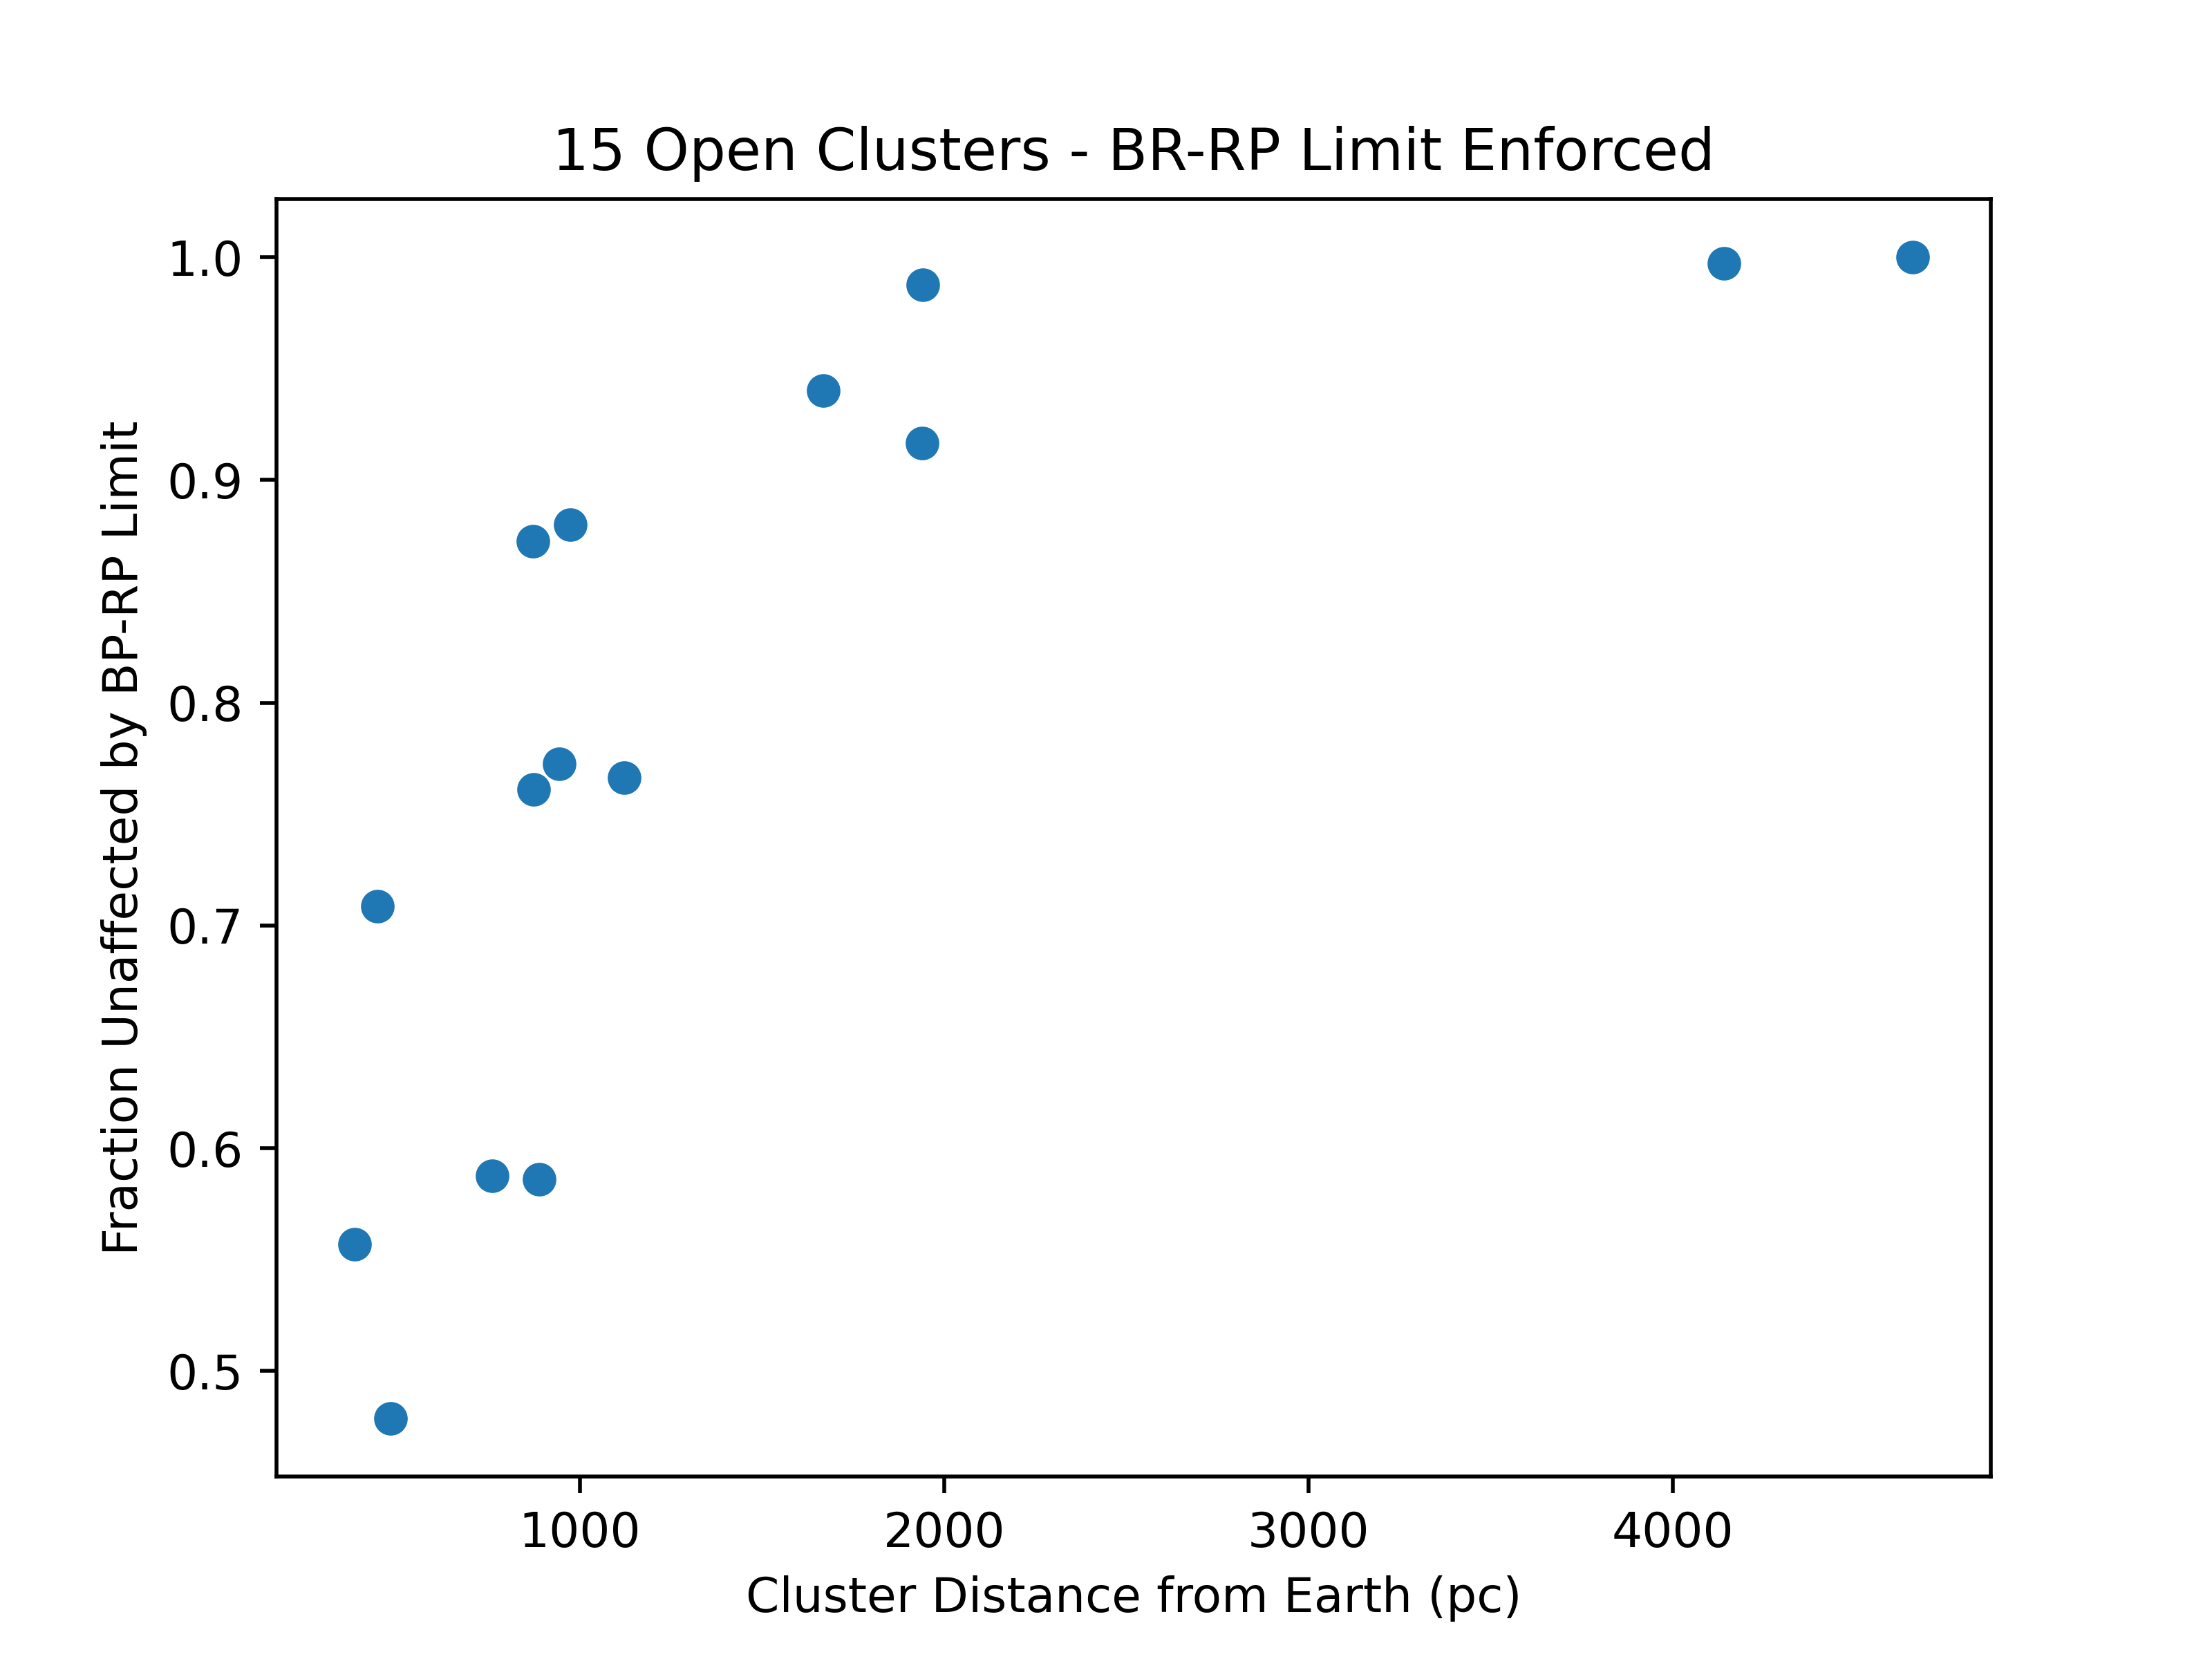 15 Open Clusters - BR-RP Limit Enforced
Fraction Unaffected by BP-RP Limit
1.0
0.9
0.8
0.7
0.6
0.5
1000 2000 3000 4000
Cluster Distance from Earth (pc)